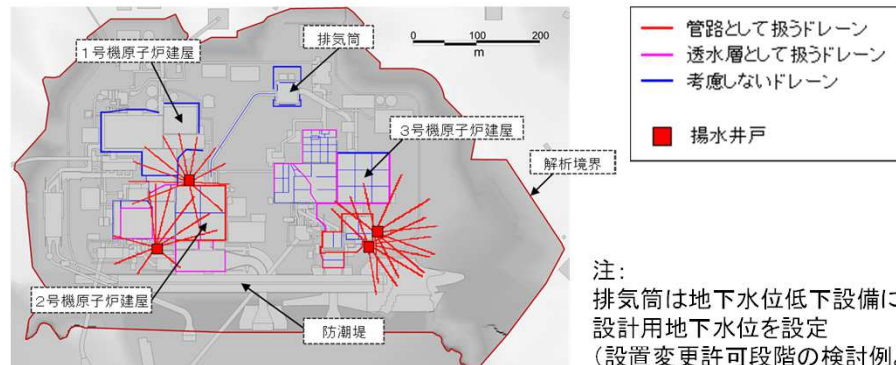 排気筒
0 100 200
m
1号機原子炉建屋
3号機原子炉建屋
解析境界
2号機原子炉建屋
防潮堤
管路として扱うドレーン
透水層として扱うドレーン
考慮しないドレーン
揚水井戸
注:
排気筒は地下水位低下設備に
設計用地下水位を設定
(設置変更許可段階の検討例